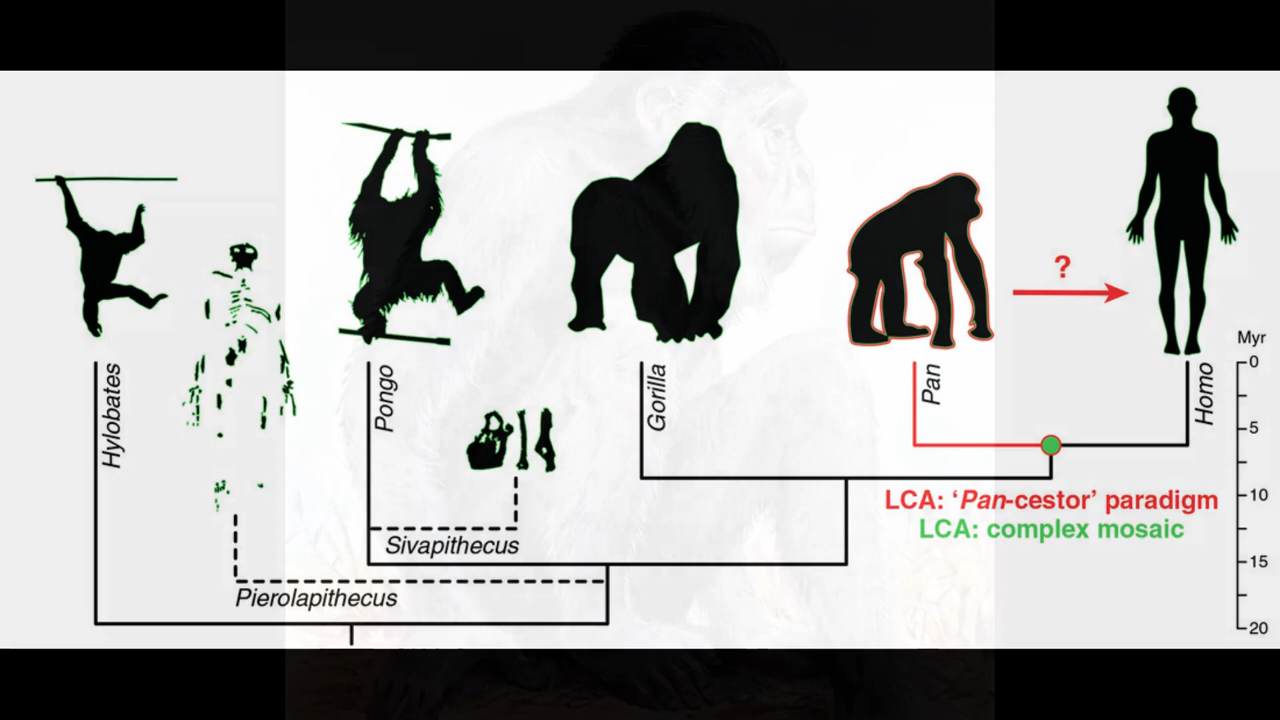 ?
Myr
0
5
10
15
20
Hylobates
Pongo
Gorilla
Pan
Homo
LCA: ‘Pan-cestor’ paradigm
LCA: complex mosaic
Sivapithecus
Pierolapithecus